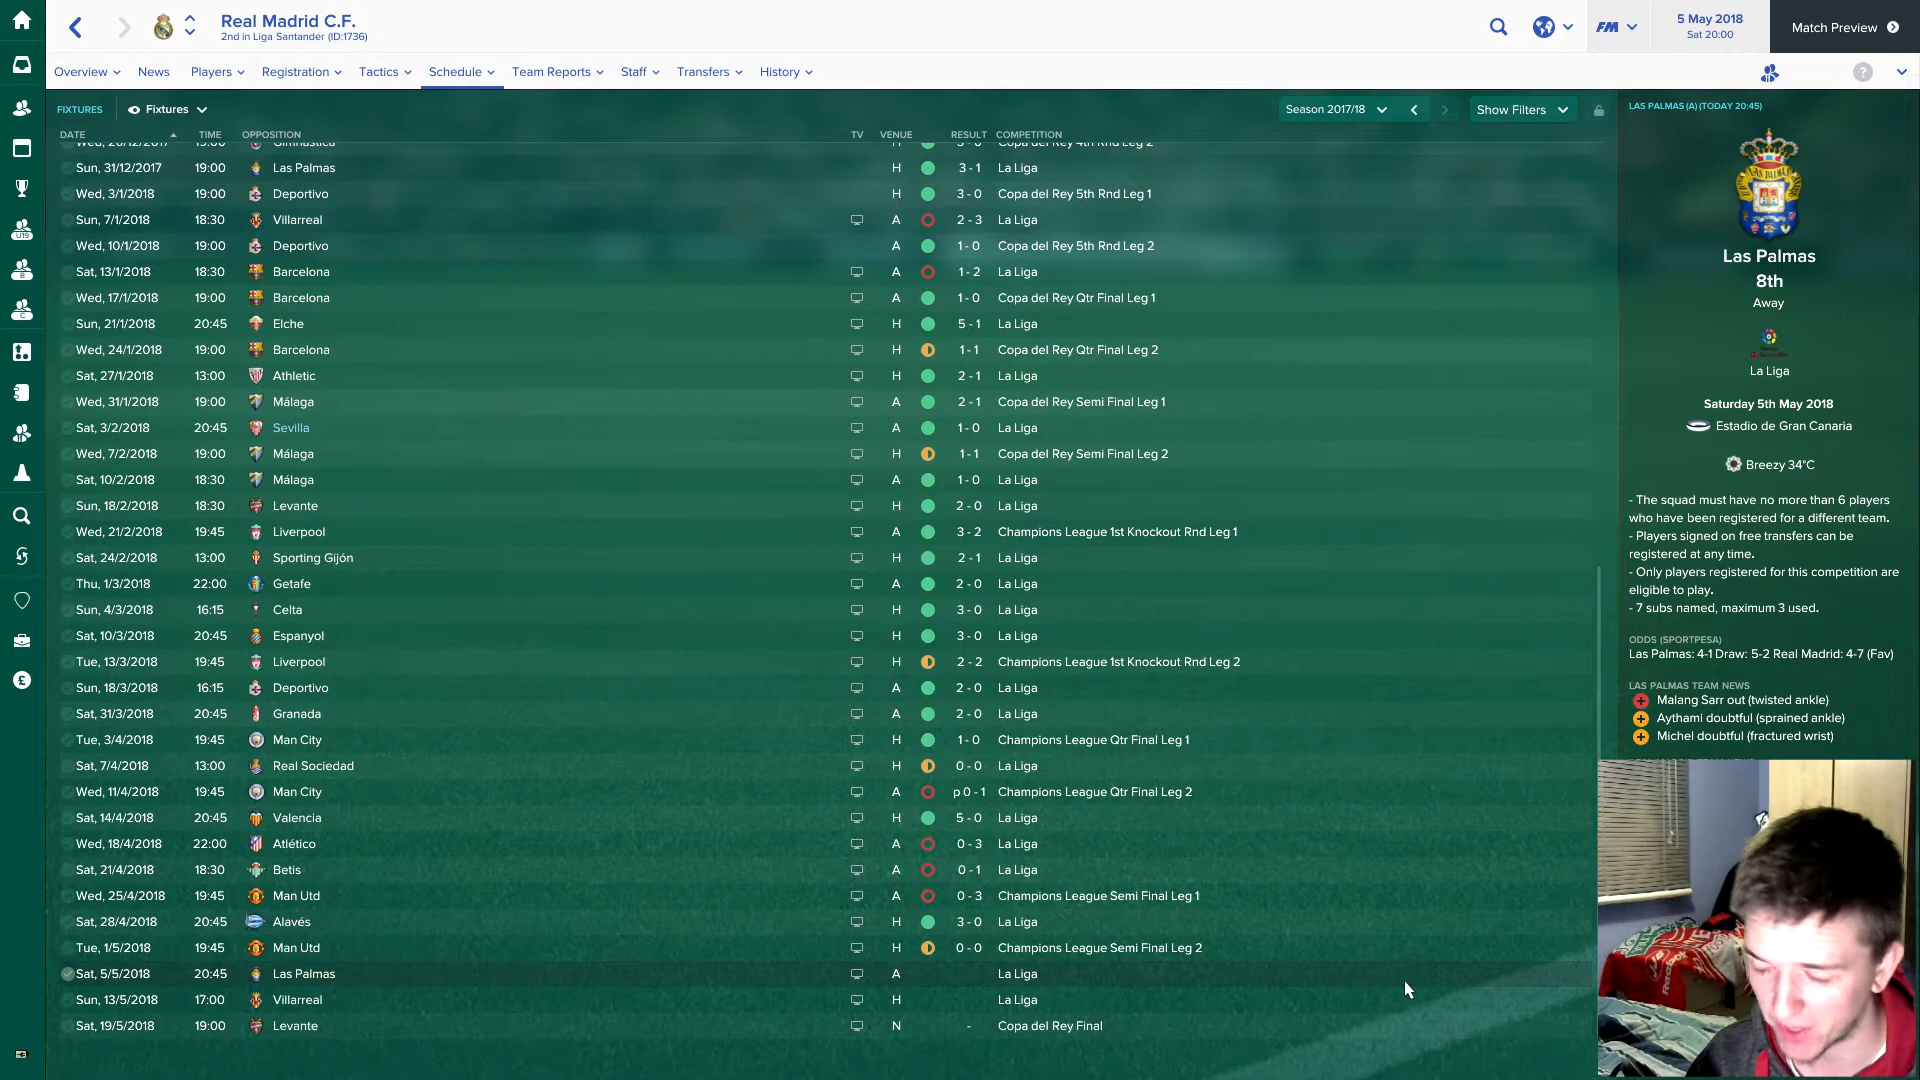 Real Madrid C.F.
2nd in Liga Santander (ID:1736)
FM
5 May 2018
Sat 20:00
Match Preview
Overview News Players Registration Tactics Schedule Team Reports Staff Transfers History
?
FIXTURES Fixtures
Season 2017/18
Show Filters
DATE TIME OPPOSITION TV VENUE RESULT COMPETITION
Sun, 31/12/2017 19:00 Las Palmas H 3 - 1 La Liga
Wed, 3/1/2018 19:00 Deportivo H 3 - 0 Copa del Rey 5th Rnd Leg 1
Sun, 7/1/2018 18:30 Villarreal A 2 - 3 La Liga
Wed, 10/1/2018 19:00 Deportivo A 1 - 0 Copa del Rey 5th Rnd Leg 2
Sat, 13/1/2018 18:30 Barcelona A 1 - 2 La Liga
Wed, 17/1/2018 19:00 Barcelona A 1 - 0 Copa del Rey Qtr Final Leg 1
Sun, 21/1/2018 20:45 Elche H 5 - 1 La Liga
Wed, 24/1/2018 19:00 Barcelona H 1 - 1 Copa del Rey Qtr Final Leg 2
Sat, 27/1/2018 13:00 Athletic H 2 - 1 La Liga
Wed, 31/1/2018 19:00 Málaga A 2 - 1 Copa del Rey Semi Final Leg 1
Sat, 3/2/2018 20:45 Sevilla A 1 - 0 La Liga
Wed, 7/2/2018 19:00 Málaga H 1 - 1 Copa del Rey Semi Final Leg 2
Sat, 10/2/2018 18:30 Málaga A 1 - 0 La Liga
Sun, 18/2/2018 18:30 Levante H 2 - 0 La Liga
Wed, 21/2/2018 19:45 Liverpool A 3 - 2 Champions League 1st Knockout Rnd Leg 1
Sat, 24/2/2018 13:00 Sporting Gijón H 2 - 1 La Liga
Thu, 1/3/2018 22:00 Getafe A 2 - 0 La Liga
Sun, 4/3/2018 16:15 Celta H 3 - 0 La Liga
Sat, 10/3/2018 20:45 Espanyol H 3 - 0 La Liga
Tue, 13/3/2018 19:45 Liverpool H 2 - 2 Champions League 1st Knockout Rnd Leg 2
Sun, 18/3/2018 16:15 Deportivo A 2 - 0 La Liga
Sat, 31/3/2018 20:45 Granada A 2 - 0 La Liga
Tue, 3/4/2018 19:45 Man City H 1 - 0 Champions League Qtr Final Leg 1
Sat, 7/4/2018 13:00 Real Sociedad H 0 - 0 La Liga
Wed, 11/4/2018 19:45 Man City A p 0 - 1 Champions League Qtr Final Leg 2
Sat, 14/4/2018 20:45 Valencia H 5 - 0 La Liga
Wed, 18/4/2018 22:00 Atlético A 0 - 3 La Liga
Sat, 21/4/2018 18:30 Betis A 0 - 1 La Liga
Wed, 25/4/2018 19:45 Man Utd A 0 - 3 Champions League Semi Final Leg 1
Sat, 28/4/2018 20:45 Alavés H 3 - 0 La Liga
Tue, 1/5/2018 19:45 Man Utd H 0 - 0 Champions League Semi Final Leg 2
Sat, 5/5/2018 20:45 Las Palmas A La Liga
Sun, 13/5/2018 17:00 Villarreal H La Liga
Sat, 19/5/2018 19:00 Levante N - Copa del Rey Final
LAS PALMAS (A) (TODAY 20:45)
Las Palmas
8th
Away
La Liga
Saturday 5th May 2018
Estadio de Gran Canaria
Breezy 34°C
- The squad must have no more than 6 players
who have been registered for a different team.
- Players signed on free transfers can be
registered at any time.
- Only players registered for this competition are
eligible to play.
- 7 subs named, maximum 3 used.
ODDS (SPORTPESA)
Las Palmas: 4-1 Draw: 5-2 Real Madrid: 4-7 (Fav)
LAS PALMAS TEAM NEWS
Malang Sarr out (twisted ankle)
Aythami doubtful (sprained ankle)
Michel doubtful (fractured wrist)